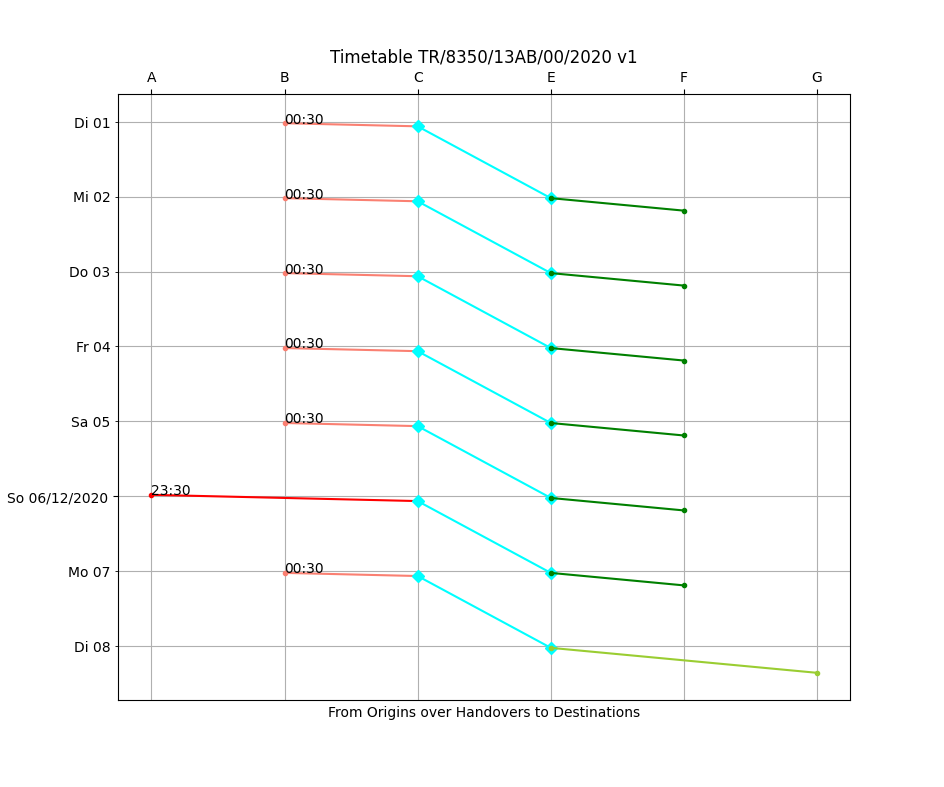 Timetable TR/8350/13AB/00/2020 v1
A B C E F G
Di 01 00:30
Mi 02 00:30
Do 03 00:30
Fr 04 00:30
Sa 05 00:30
So 06/12/2020 23:30
Mo 07 00:30
Di 08
From Origins over Handovers to Destinations